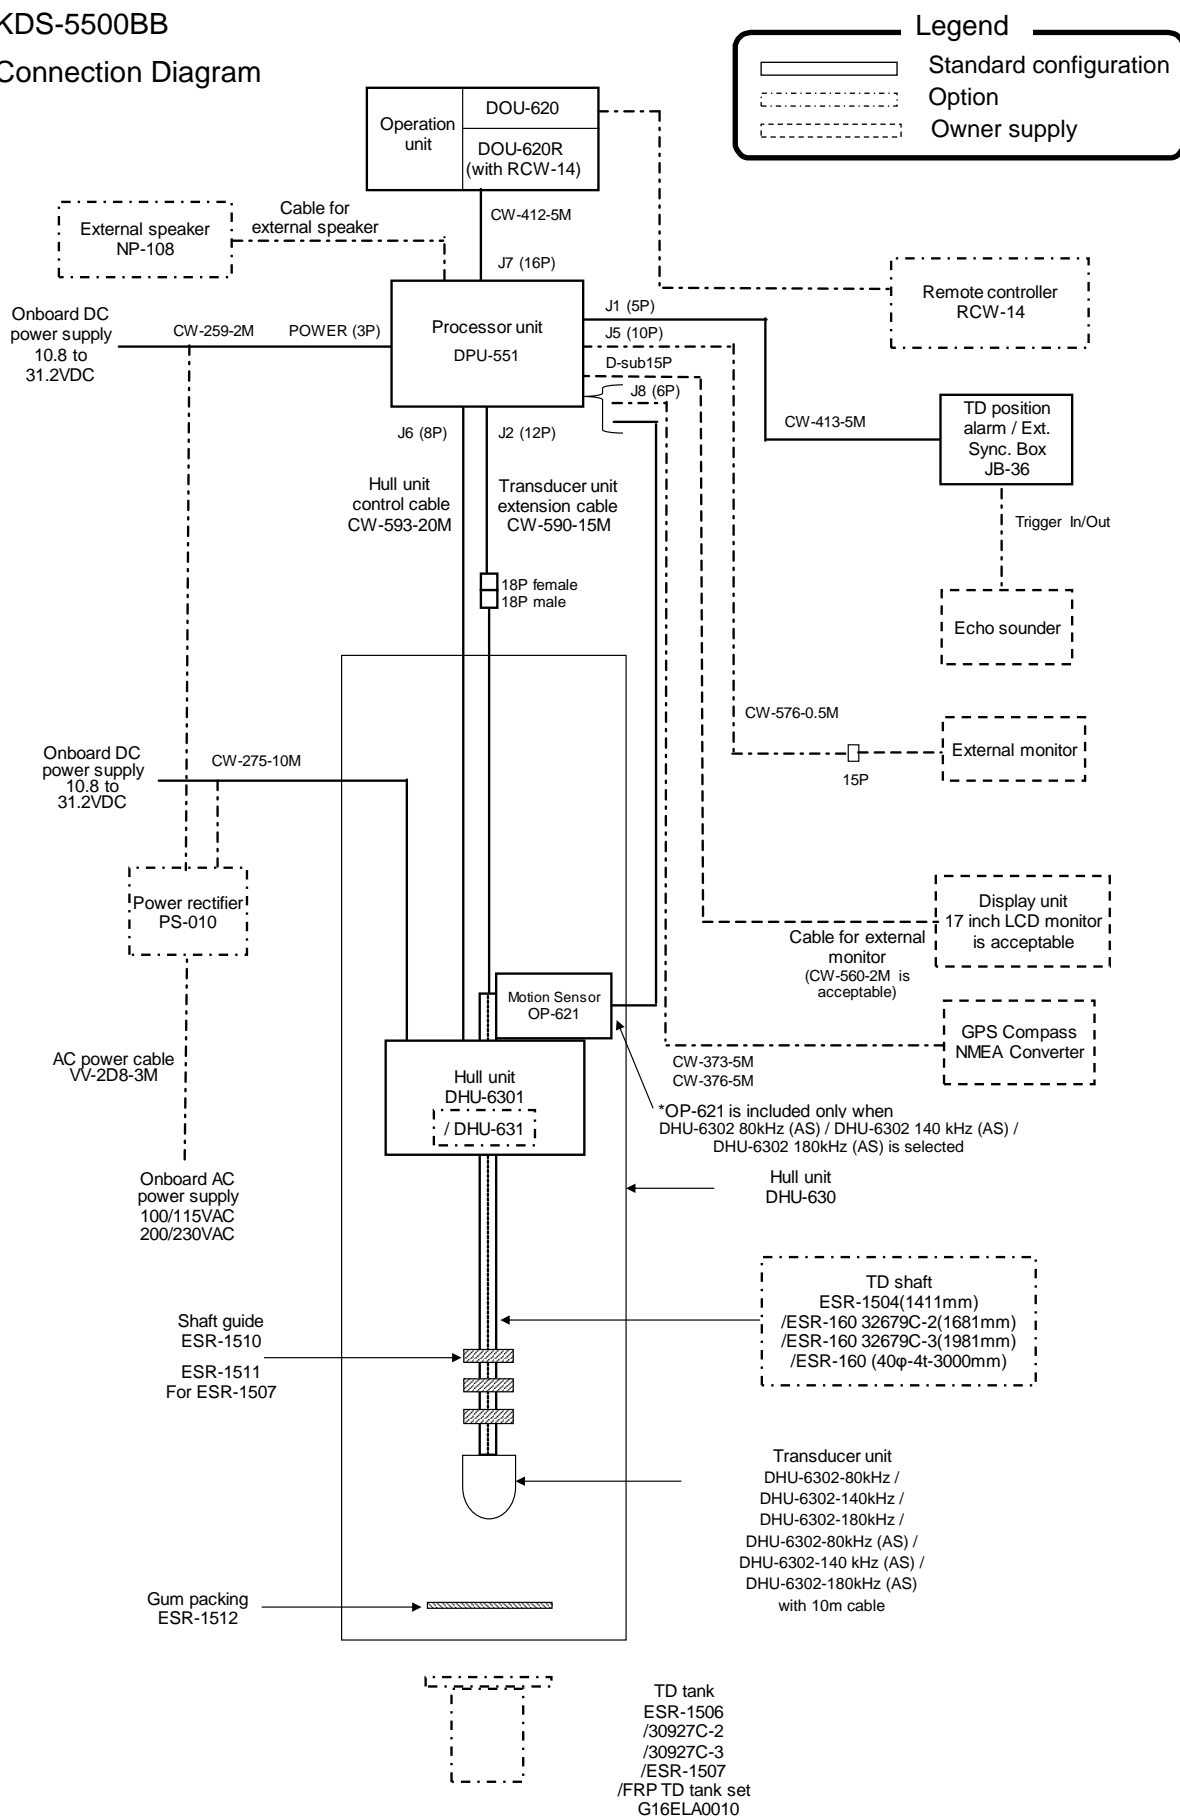 KDS-5500BB
Connection Diagram
Legend
Standard configuration
Option
Owner supply
Operation
unit
DOU-620
DOU-620R
(with RCW-14)
CW-412-5M
J7 (16P)
External speaker
NP-108
Cable for
external speaker
Remote controller
RCW-14
Onboard DC
power supply
10.8 to
31.2VDC
CW-259-2M
POWER (3P)
Processor unit
DPU-551
J1 (5P)
J5 (10P)
D-sub15P
J8 (6P)
J6 (8P)
J2 (12P)
CW-413-5M
TD position
alarm / Ext.
Sync. Box
JB-36
Trigger In/Out
Echo sounder
Hull unit
control cable
CW-593-20M
Transducer unit
extension cable
CW-590-15M
18P female
18P male
CW-576-0.5M
15P
External monitor
Onboard DC
power supply
10.8 to
31.2VDC
CW-275-10M
Power rectifier
PS-010
Display unit
17 inch LCD monitor
is acceptable
Cable for external
monitor
(CW-560-2M is
acceptable)
Motion Sensor
OP-621
GPS Compass
NMEA Converter
CW-373-5M
CW-376-5M
AC power cable
VV-2D8-3M
Hull unit
DHU-6301
/ DHU-631
*OP-621 is included only when
DHU-6302 80kHz (AS) / DHU-6302 140 kHz (AS) /
DHU-6302 180kHz (AS) is selected
Onboard AC
power supply
100/115VAC
200/230VAC
Hull unit
DHU-630
TD shaft
ESR-1504(1411mm)
/ESR-160 32679C-2(1681mm)
/ESR-160 32679C-3(1981mm)
/ESR-160 (40φ-4t-3000mm)
Shaft guide
ESR-1510
ESR-1511
For ESR-1507
Transducer unit
DHU-6302-80kHz /
DHU-6302-140kHz /
DHU-6302-180kHz /
DHU-6302-80kHz (AS) /
DHU-6302-140 kHz (AS) /
DHU-6302-180kHz (AS)
with 10m cable
Gum packing
ESR-1512
TD tank
ESR-1506
/30927C-2
/30927C-3
/ESR-1507
/FRP TD tank set
G16ELA0010